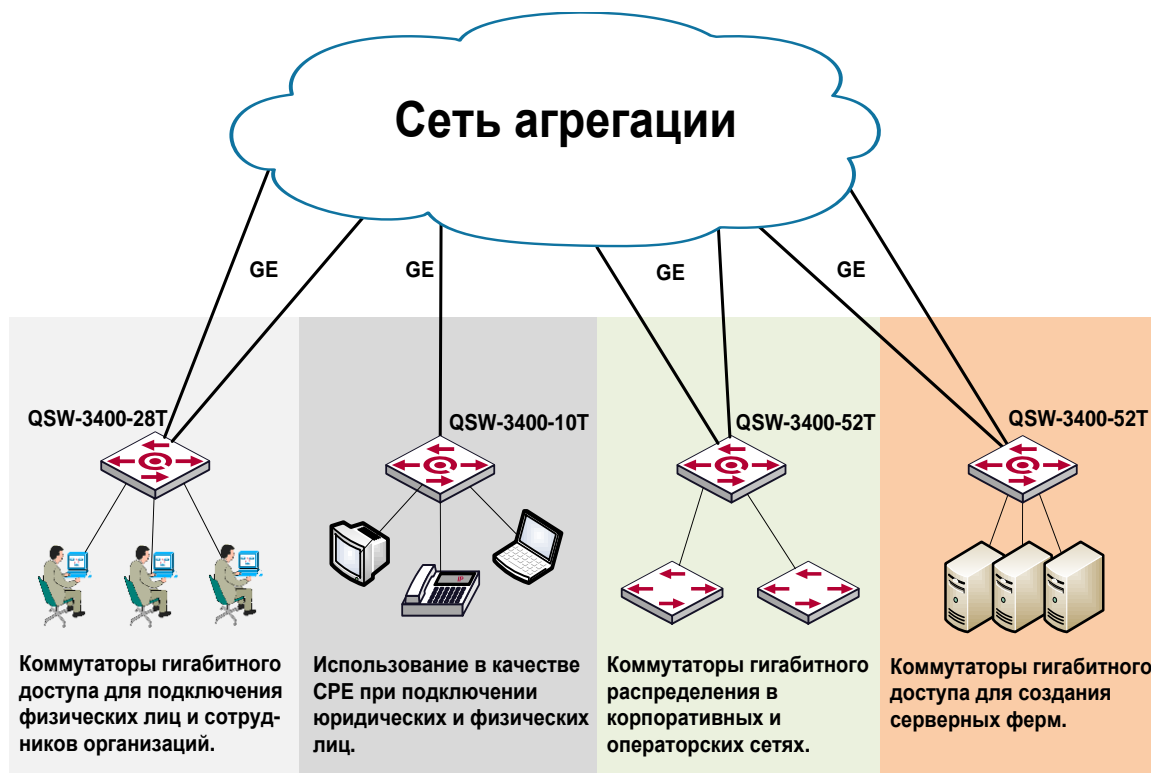 Сеть агрегации
GE
GE
GE
GE
QSW-3400-28T
QSW-3400-10T
QSW-3400-52T
QSW-3400-52T
Коммутаторы гигабитного
доступа для подключения
физических лиц и сотруд-
ников организаций.
Использование в качестве
CPE при подключении
юридических и физических
лиц.
Коммутаторы гигабитного
распределения в
корпоративных и
операторских сетях.
Коммутаторы гигабитного
доступа для создания
серверных ферм.